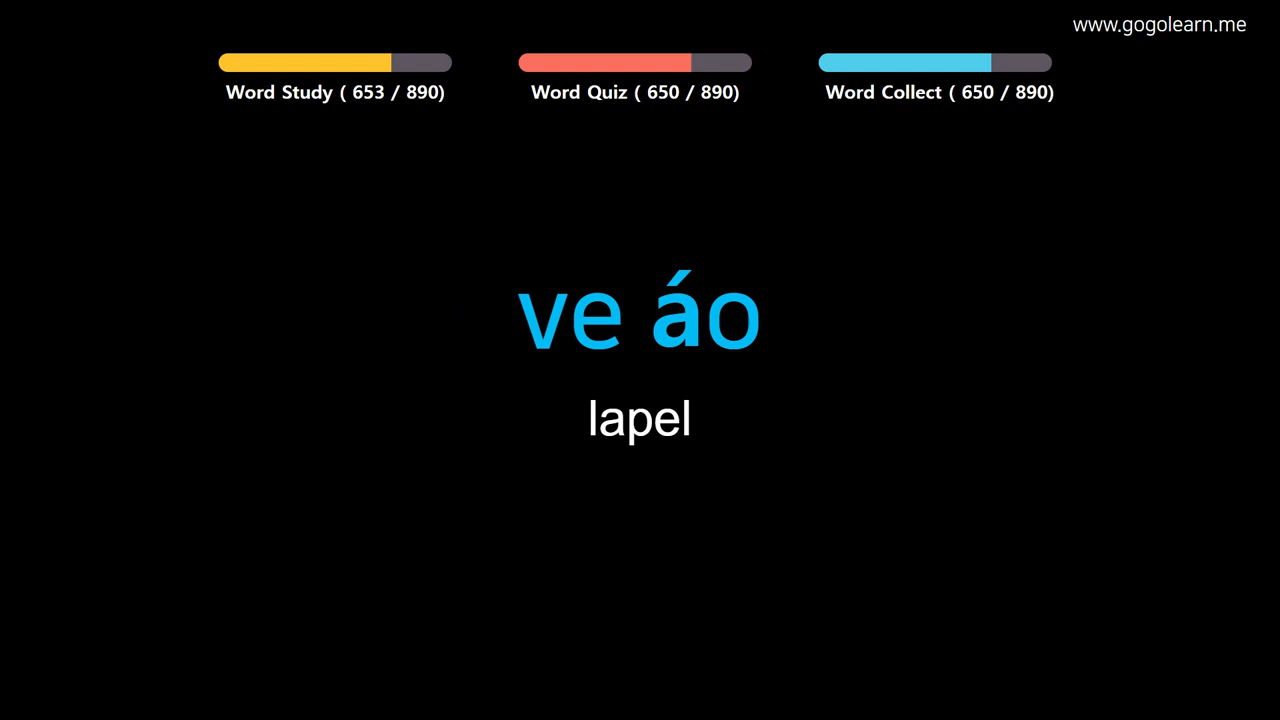 www.gogolearn.me
Word Study ( 653 / 890)
Word Quiz ( 650 / 890)
Word Collect ( 650 / 890)
ve áo
lapel